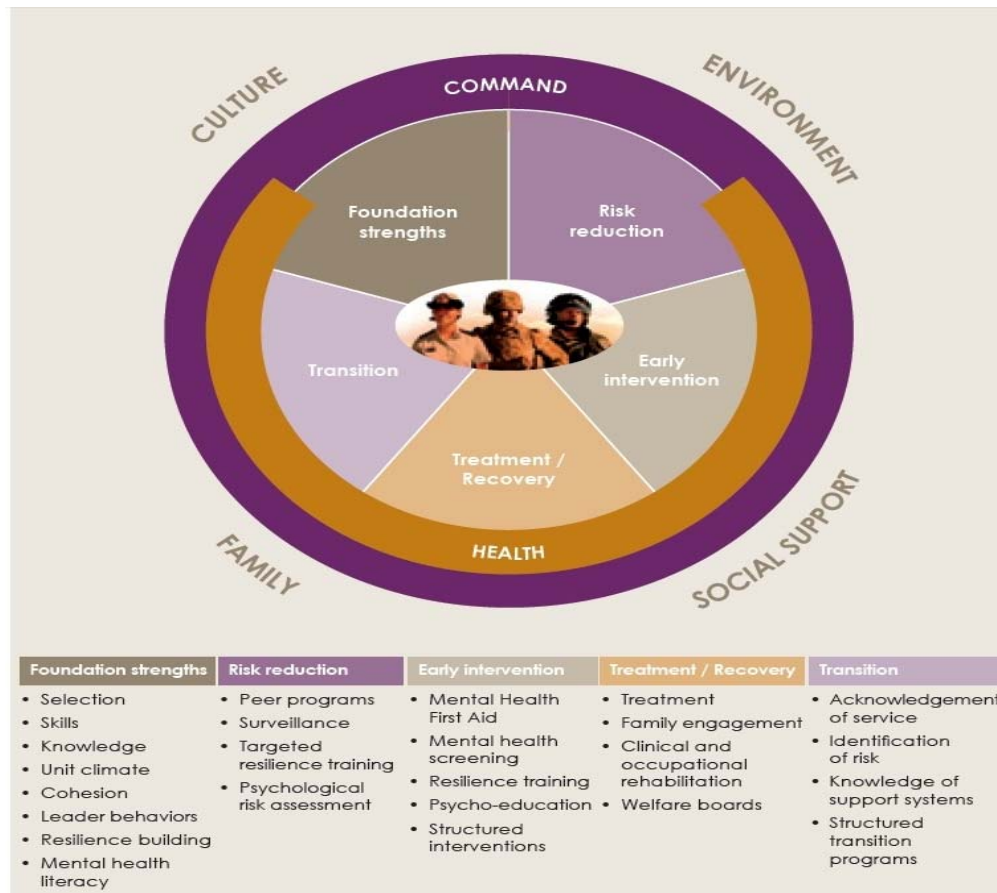 CULTURE
ENVIRONMENT
COMMAND
Foundation
strengths
Risk
reduction
Transition
Early
intervention
Treatment /
Recovery
HEALTH
FAMILY
SOCIAL SUPPORT
Foundation strengths
• Selection
• Skills
• Knowledge
• Unit climate
• Cohesion
• Leader behaviors
• Resilience building
• Mental health
literacy
Risk reduction
• Peer programs
• Surveillance
• Targeted
resilience training
• Psychological
risk assessment
Early intervention
• Mental Health
First Aid
• Mental health
screening
• Resilience training
• Psycho-education
• Structured
interventions
Treatment / Recovery
• Treatment
• Family engagement
• Clinical and
occupational
rehabilitation
• Welfare boards
Transition
• Acknowledgement
of service
• Identification
of risk
• Knowledge of
support systems
• Structured
transition
programs